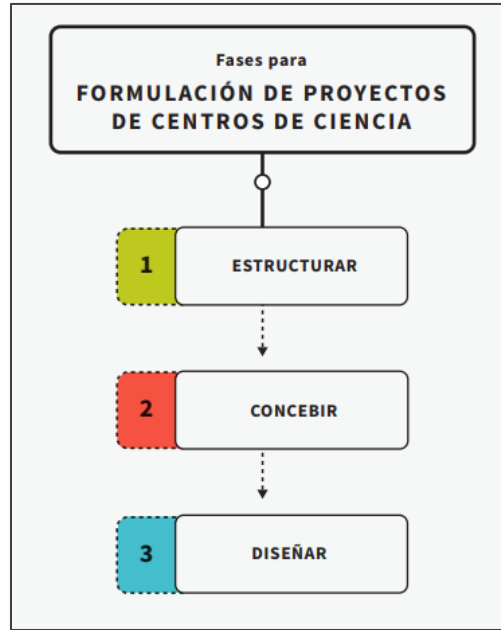 Fases para
FORMULACIÓN DE PROYECTOS
DE CENTROS DE CIENCIA
1
ESTRUCTURAR
2
CONCEBIR
3
DISEÑAR